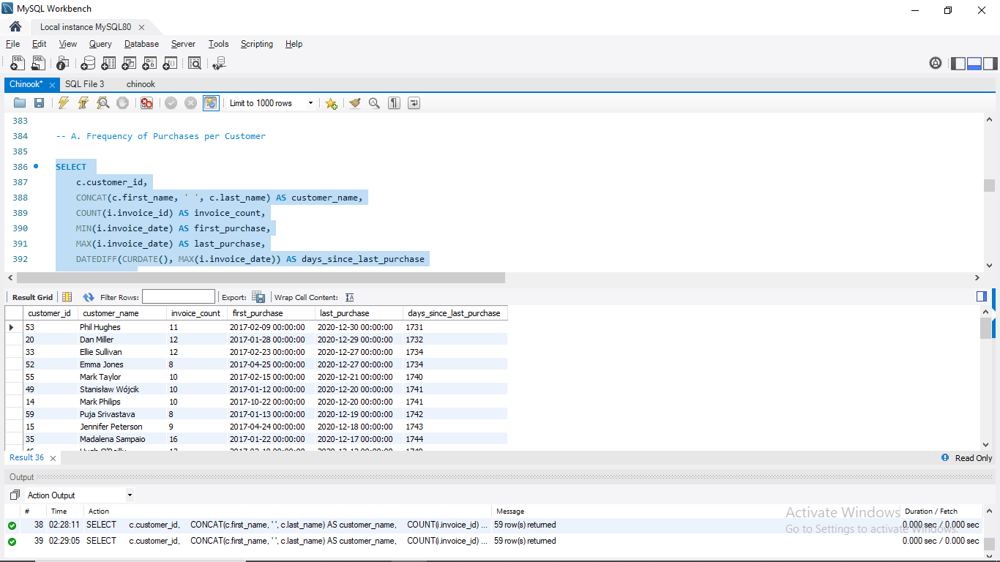 MySQL Workbench
Local instance MySQL80
File Edit View Query Database Server Tools Scripting Help
Chinook* SQL File 3 chinook
Limit to 1000 rows
383
384 -- A. Frequency of Purchases per Customer
385
386 SELECT
387 c.customer_id,
388 CONCAT(c.first_name, ' ', c.last_name) AS customer_name,
389 COUNT(i.invoice_id) AS invoice_count,
390 MIN(i.invoice_date) AS first_purchase,
391 MAX(i.invoice_date) AS last_purchase,
392 DATEDIFF(CURDATE(), MAX(i.invoice_date)) AS days_since_last_purchase
Result Grid Filter Rows: Export: Wrap Cell Content:
customer_id customer_name invoice_count first_purchase last_purchase days_since_last_purchase
53 Phil Hughes 11 2017-02-09 00:00:00 2020-12-30 00:00:00 1731
20 Dan Miller 12 2017-01-28 00:00:00 2020-12-29 00:00:00 1732
33 Ellie Sullivan 12 2017-02-23 00:00:00 2020-12-27 00:00:00 1734
52 Emma Jones 8 2017-04-25 00:00:00 2020-12-27 00:00:00 1734
55 Mark Taylor 10 2017-02-15 00:00:00 2020-12-21 00:00:00 1740
49 Stanisław Wójcik 10 2017-01-12 00:00:00 2020-12-20 00:00:00 1741
14 Mark Philips 10 2017-10-22 00:00:00 2020-12-20 00:00:00 1741
59 Puja Srivastava 8 2017-01-13 00:00:00 2020-12-19 00:00:00 1742
15 Jennifer Peterson 9 2017-04-24 00:00:00 2020-12-18 00:00:00 1743
35 Madalena Sampaio 16 2017-01-22 00:00:00 2020-12-17 00:00:00 1744
Result 36 Read Only
Output
Action Output
# Time Action Message Duration / Fetch
38 02:28:11 SELECT c.customer_id, CONCAT(c.first_name, ' ', c.last_name) AS customer_name, COUNT(i.invoice_id) ... 59 row(s) returned 0.000 sec / 0.000 sec
39 02:29:05 SELECT c.customer_id, CONCAT(c.first_name, ' ', c.last_name) AS customer_name, COUNT(i.invoice_id) ... 59 row(s) returned 0.000 sec / 0.000 sec
Activate Windows
Go to Settings to activate Windows.